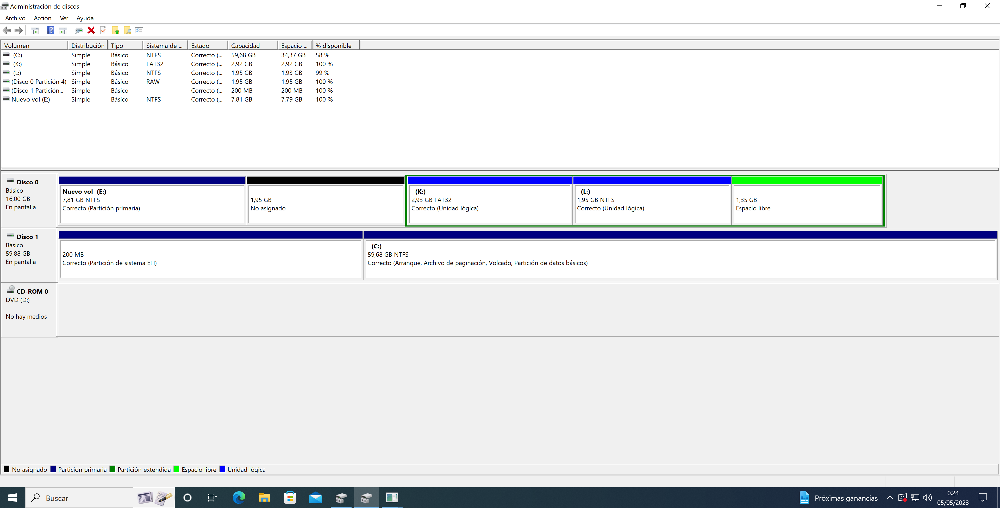 Administración de discos
Archivo Acción Ver Ayuda
Volumen Distribución Tipo Sistema de ... Estado Capacidad Espacio ... % disponible
(C:) Simple Básico NTFS Correcto (... 59,68 GB 34,37 GB 58 %
(K:) Simple Básico FAT32 Correcto (... 2,92 GB 2,92 GB 100 %
(L:) Simple Básico NTFS Correcto (... 1,95 GB 1,93 GB 99 %
(Disco 0 Partición 4) Simple Básico RAW Correcto (... 1,95 GB 1,95 GB 100 %
(Disco 1 Partición... Simple Básico Correcto (... 200 MB 200 MB 100 %
Nuevo vol (E:) Simple Básico NTFS Correcto (... 7,81 GB 7,79 GB 100 %
Disco 0
Básico
16,00 GB
En pantalla
Nuevo vol (E:)
7,81 GB NTFS
Correcto (Partición primaria)
1,95 GB
No asignado
(K:)
2,93 GB FAT32
Correcto (Unidad lógica)
(L:)
1,95 GB NTFS
Correcto (Unidad lógica)
1,35 GB
Espacio libre
Disco 1
Básico
59,88 GB
En pantalla
200 MB
Correcto (Partición de sistema EFI)
(C:)
59,68 GB NTFS
Correcto (Arranque, Archivo de paginación, Volcado, Partición de datos básicos)
CD-ROM 0
DVD (D:)
No hay medios
No asignado Partición primaria Partición extendida Espacio libre Unidad lógica
Buscar
Próximas ganancias
0:24
05/05/2023